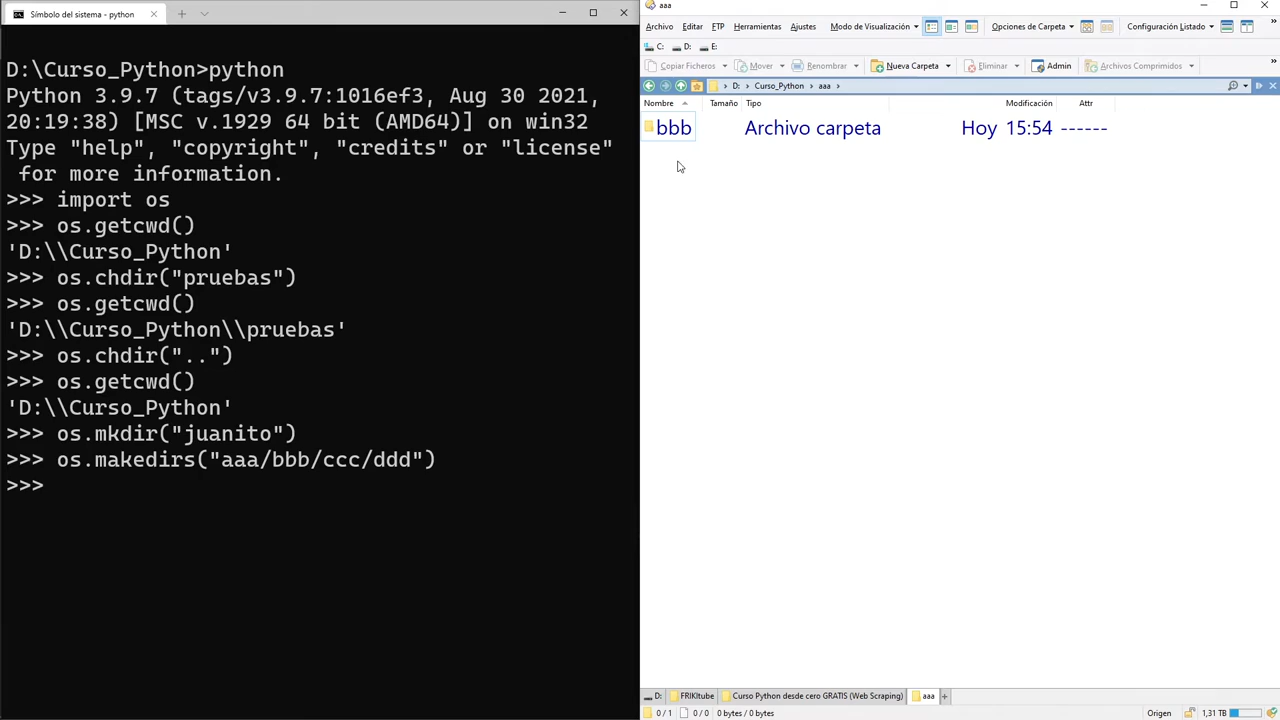 Símbolo del sistema - python
D:\Curso_Python>python
Python 3.9.7 (tags/v3.9.7:1016ef3, Aug 30 2021,
20:19:38) [MSC v.1929 64 bit (AMD64)] on win32
Type "help", "copyright", "credits" or "license"
for more information.
>>> import os
>>> os.getcwd()
'D:\\Curso_Python'
>>> os.chdir("pruebas")
>>> os.getcwd()
'D:\\Curso_Python\\pruebas'
>>> os.chdir("..")
>>> os.getcwd()
'D:\\Curso_Python'
>>> os.mkdir("juanito")
>>> os.makedirs("aaa/bbb/ccc/ddd")
>>>
aaa
Archivo Editar FTP Herramientas Ajustes Modo de Visualización Opciones de Carpeta Configuración Listado »
C: D: E:
Copiar Ficheros Mover Renombrar Nueva Carpeta Eliminar Admin Archivos Comprimidos »
› D: › Curso_Python › aaa ›
Nombre Tamaño Tipo Modificación Attr
bbb Archivo carpeta Hoy 15:54 ------
D: FRIKItube Curso Python desde cero GRATIS (Web Scraping) aaa
0 / 1 0 / 0 0 bytes / 0 bytes Origen 1,31 TB